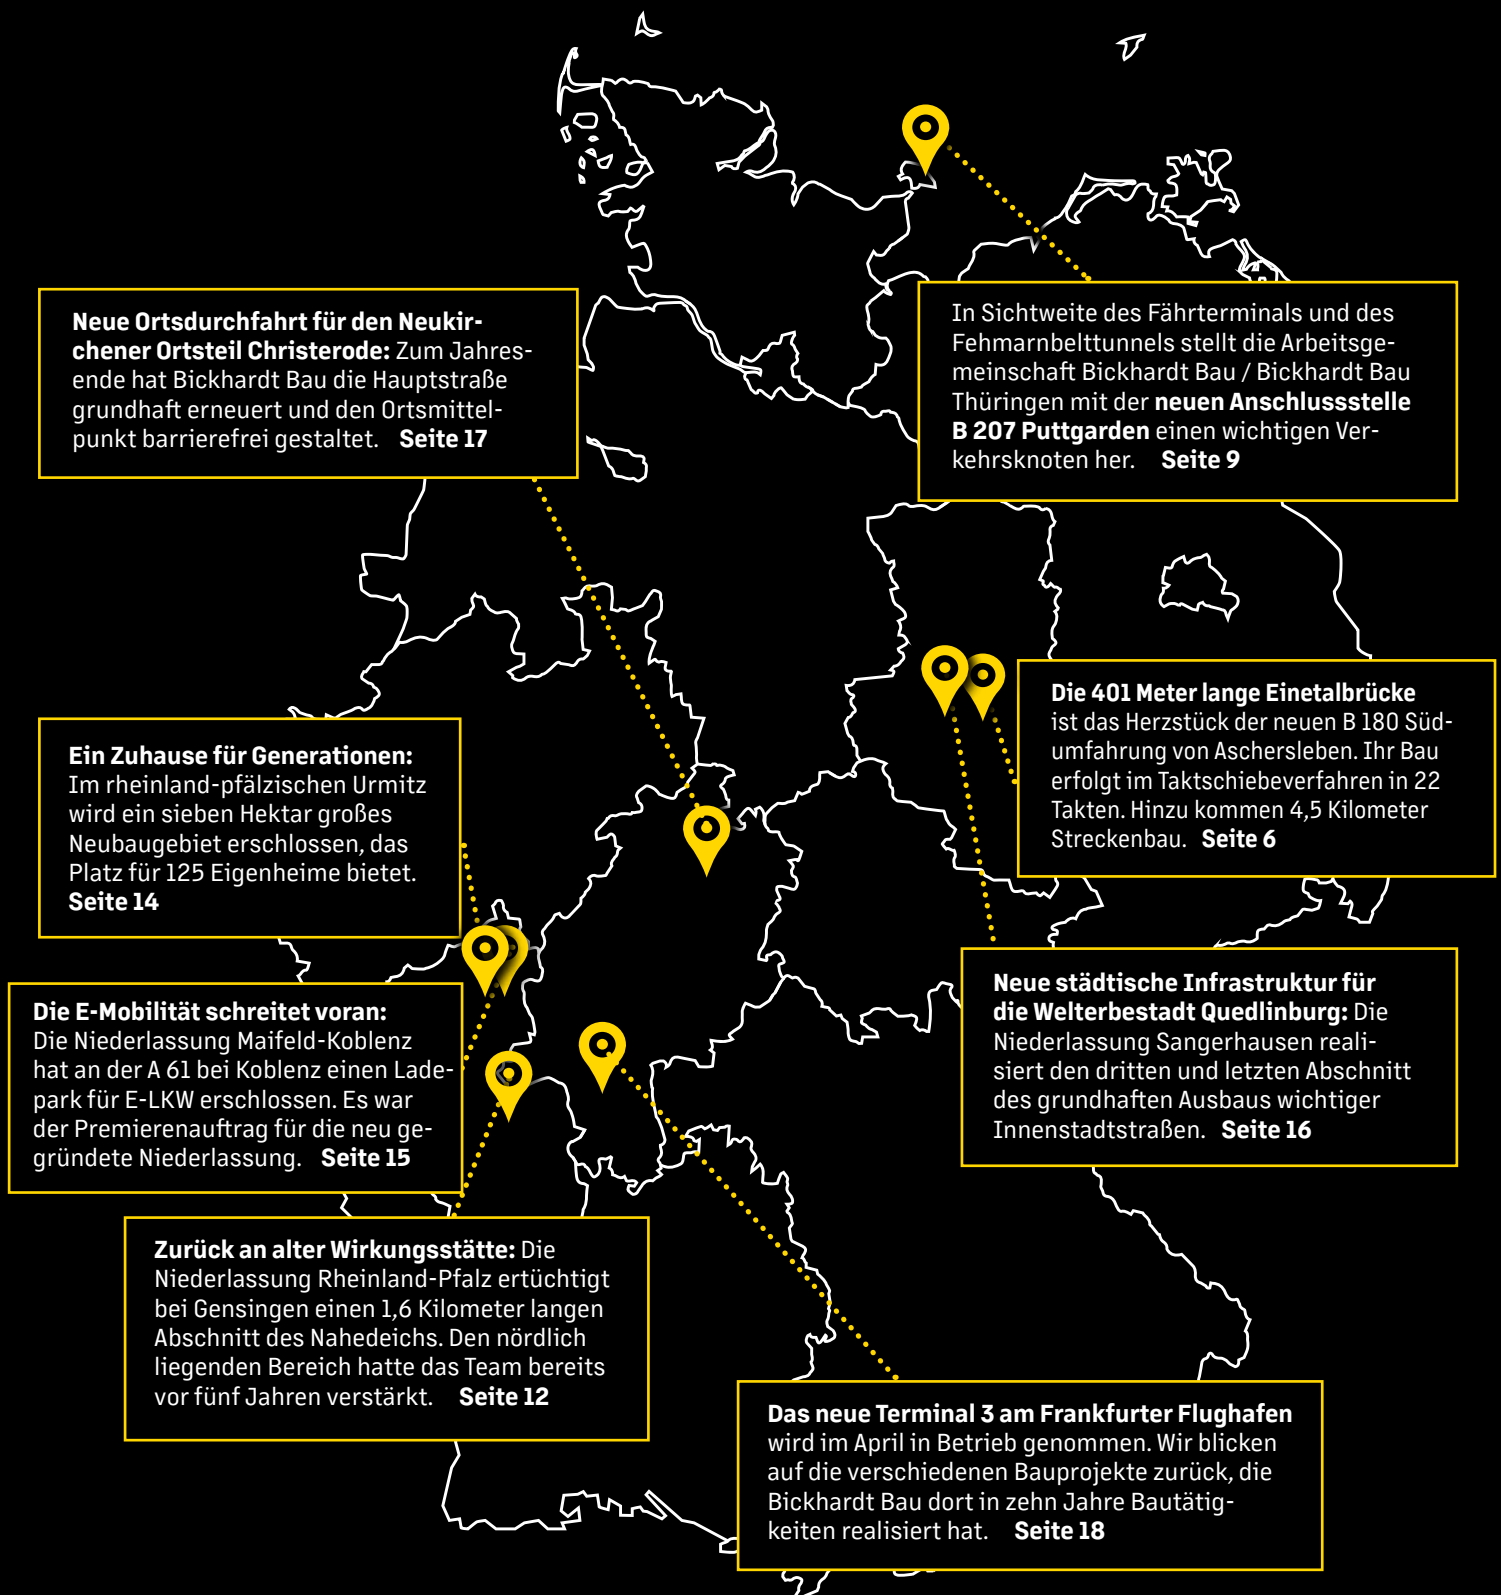 Neue Ortsdurchfahrt für den Neukir-
chener Ortsteil Christerode: Zum Jahres-
ende hat Bickhardt Bau die Hauptstraße
grundhaft erneuert und den Ortsmittel-
punkt barrierefrei gestaltet. Seite 17
In Sichtweite des Fährterminals und des
Fehmarnbelttunnels stellt die Arbeitsge-
meinschaft Bickhardt Bau / Bickhardt Bau
Thüringen mit der neuen Anschlussstelle
B 207 Puttgarden einen wichtigen Ver-
kehrsknoten her. Seite 9
Die 401 Meter lange Einetalbrücke
ist das Herzstück der neuen B 180 Süd-
umfahrung von Aschersleben. Ihr Bau
erfolgt im Taktschiebeverfahren in 22
Takten. Hinzu kommen 4,5 Kilometer
Streckenbau. Seite 6
Ein Zuhause für Generationen:
Im rheinland-pfälzischen Urmitz
wird ein sieben Hektar großes
Neubaugebiet erschlossen, das
Platz für 125 Eigenheime bietet.
Seite 14
Die E-Mobilität schreitet voran:
Die Niederlassung Maifeld-Koblenz
hat an der A 61 bei Koblenz einen Lade-
park für E-LKW erschlossen. Es war
der Premierenauftrag für die neu ge-
gründete Niederlassung. Seite 15
Neue städtische Infrastruktur für
die Welterbestadt Quedlinburg: Die
Niederlassung Sangerhausen reali-
siert den dritten und letzten Abschnitt
des grundhaften Ausbaus wichtiger
Innenstadtstraßen. Seite 16
Zurück an alter Wirkungsstätte: Die
Niederlassung Rheinland-Pfalz ertüchtigt
bei Gensingen einen 1,6 Kilometer langen
Abschnitt des Nahedeichs. Den nördlich
liegenden Bereich hatte das Team bereits
vor fünf Jahren verstärkt. Seite 12
Das neue Terminal 3 am Frankfurter Flughafen
wird im April in Betrieb genommen. Wir blicken
auf die verschiedenen Bauprojekte zurück, die
Bickhardt Bau dort in zehn Jahre Bautätig-
keiten realisiert hat. Seite 18